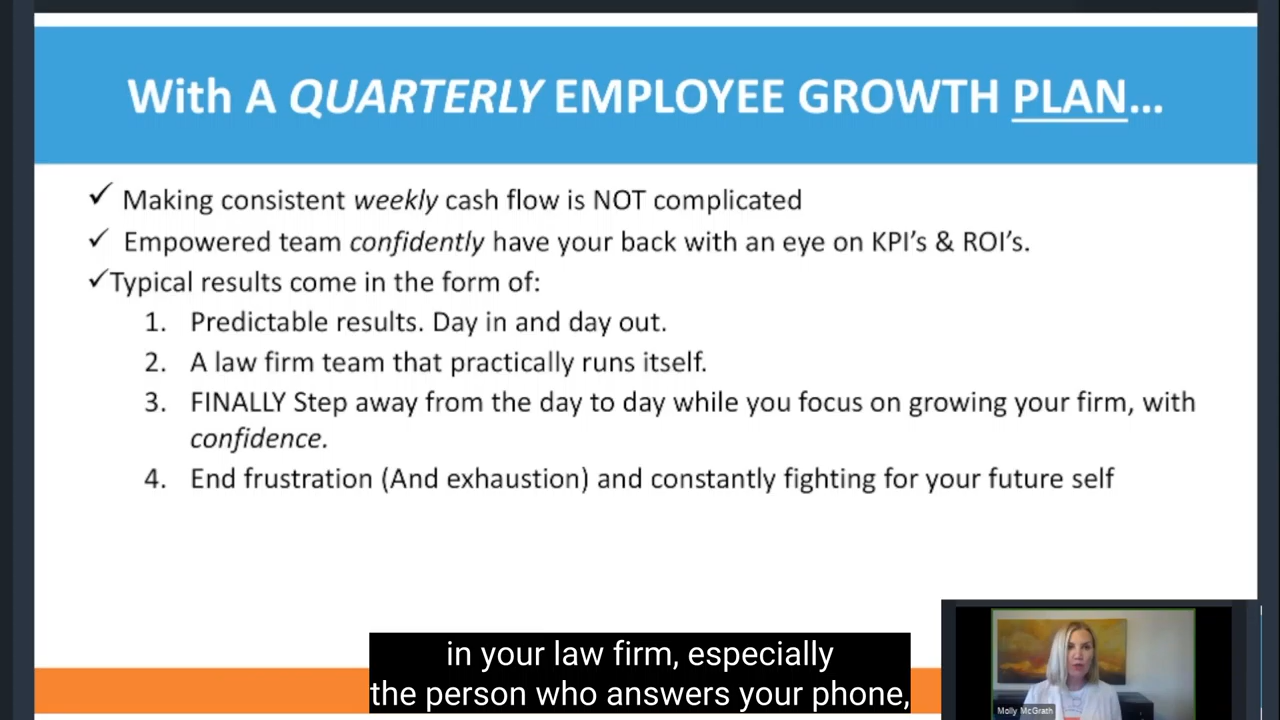 With A QUARTERLY EMPLOYEE GROWTH PLAN...
✓ Making consistent weekly cash flow is NOT complicated
✓ Empowered team confidently have your back with an eye on KPI's & ROI's.
✓Typical results come in the form of:
1. Predictable results. Day in and day out.
2. A law firm team that practically runs itself.
3. FINALLY Step away from the day to day while you focus on growing your firm, with
confidence.
4. End frustration (And exhaustion) and constantly fighting for your future self
in your law firm, especially
the person who answers your phone,
Molly McGrath